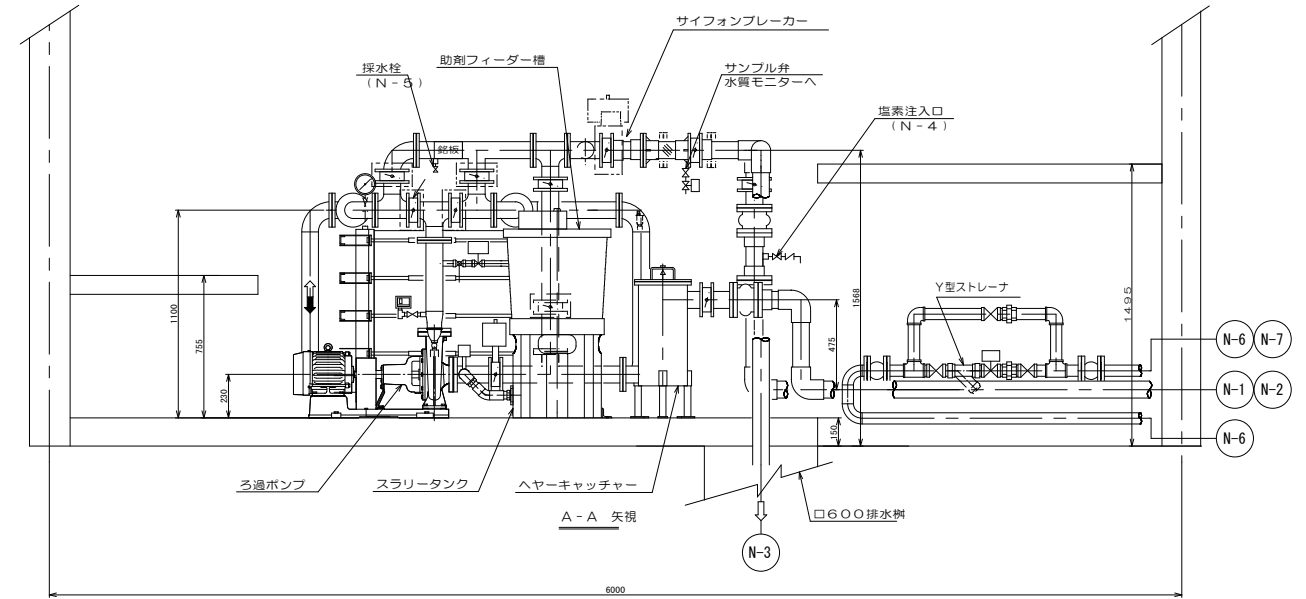 サイフォンブレーカー
助剤フィーダー槽
採水栓
(N-5)
サンプル弁
水質モニターへ
塩素注入口
(N-4)
銘板
Y型ストレーナ
1100
755
230
1568
475
1495
150
N-6
N-7
N-1
N-2
N-6
ろ過ポンプ
スラリータンク
ヘヤーキャッチャー
A-A 矢視
□600排水桝
N-3
6000